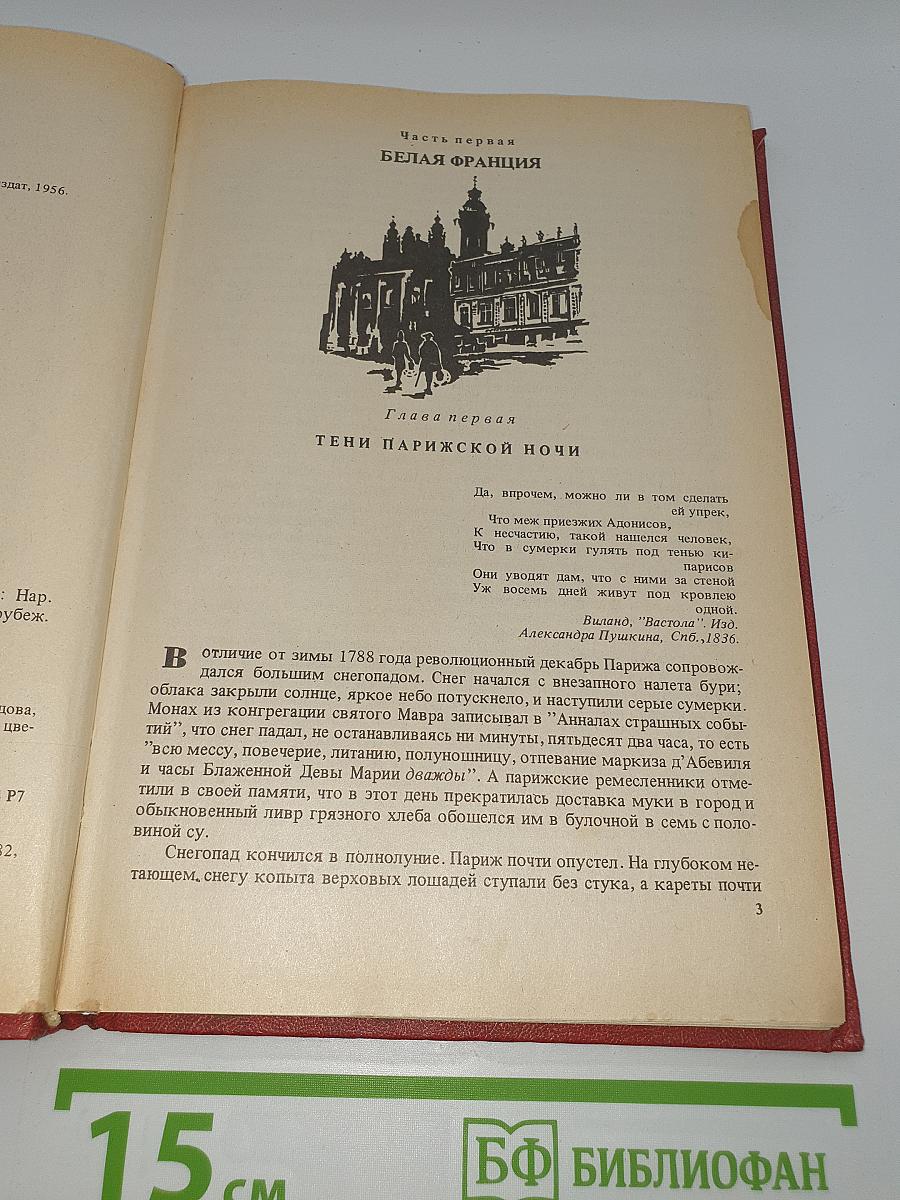 здат, 1956.
: Нар.
рубеж.
дова,
цве-
Р7
82,
Часть первая
БЕЛАЯ ФРАНЦИЯ
Глава первая
ТЕНИ ПАРИЖСКОЙ НОЧИ
Да, впрочем, можно ли в том сделать
ей упрек,
Что меж приезжих Адонисов,
К несчастию, такой нашелся человек,
Что в сумерки гулять под тенью ки-
парисов
Они уводят дам, что с ними за стеной
Уж восемь дней живут под кровлею
одной.
Виланд, "Вастола". Изд.
Александра Пушкина, Спб.,1836.
В отличие от зимы 1788 года революционный декабрь Парижа сопровож-
дался большим снегопадом. Снег начался с внезапного налета бури;
облака закрыли солнце, яркое небо потускнело, и наступили серые сумерки.
Монах из конгрегации святого Мавра записывал в "Анналах страшных собы-
тий", что снег падал, не останавливаясь ни минуты, пятьдесят два часа, то есть
"всю мессу, повечерие, литанию, полуношницу, отпевание маркиза д'Абевиля
и часы Блаженной Девы Марии дважды". А парижские ремесленники отме-
тили в своей памяти, что в этот день прекратилась доставка муки в город и
обыкновенный ливр грязного хлеба обошелся им в булочной в семь с поло-
виной су.
Снегопад кончился в полнолуние. Париж почти опустел. На глубоком не-
тающем снегу копыта верховых лошадей ступали без стука, а кареты почти
3
15 см
БФ БИБЛИОФАН